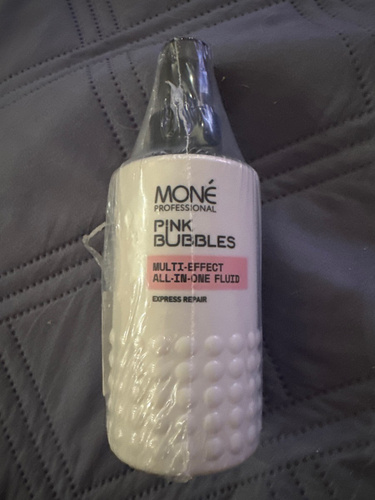 MONÉ
PROFESSIONAL
PINK
BUBBLES
MULTI-EFFECT
ALL-IN-ONE FLUID
EXPRESS REPAIR